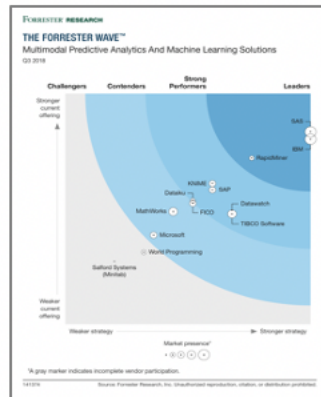 FORRESTER RESEARCH
THE FORRESTER WAVE™
Multimodal Predictive Analytics And Machine Learning Solutions
Q3 2018
Challengers
Contenders
Strong Performers
Leaders
Stronger current offering
SAS
IBM
RapidMiner
KNIME
SAP
Dataiku
Datawatch
MathWorks
FICO
TIBCO Software
Microsoft
World Programming
Salford Systems (Minitab)
Weaker current offering
Weaker strategy
Stronger strategy
Market presence*
*A gray marker indicates incomplete vendor participation.
141374
Source: Forrester Research, Inc. Unauthorized reproduction, citation, or distribution prohibited.